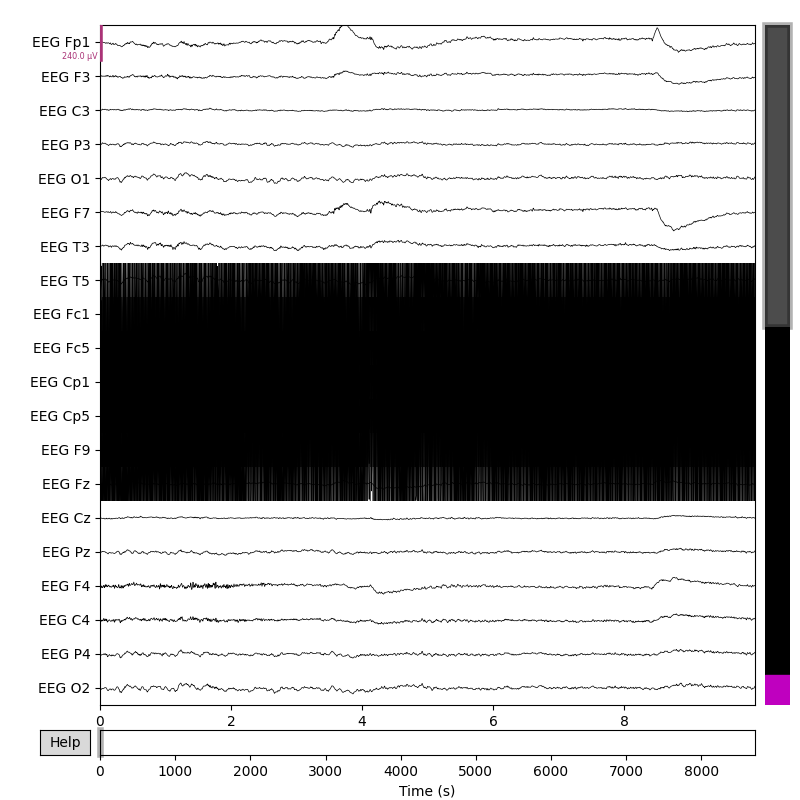 EEG Fp1
240.0 µV
EEG F3
EEG C3
EEG P3
EEG O1
EEG F7
EEG T3
EEG T5
EEG Fc1
EEG Fc5
EEG Cp1
EEG Cp5
EEG F9
EEG Fz
EEG Cz
EEG Pz
EEG F4
EEG C4
EEG P4
EEG O2
0 2 4 6 8
Help
0 1000 2000 3000 4000 5000 6000 7000 8000
Time (s)